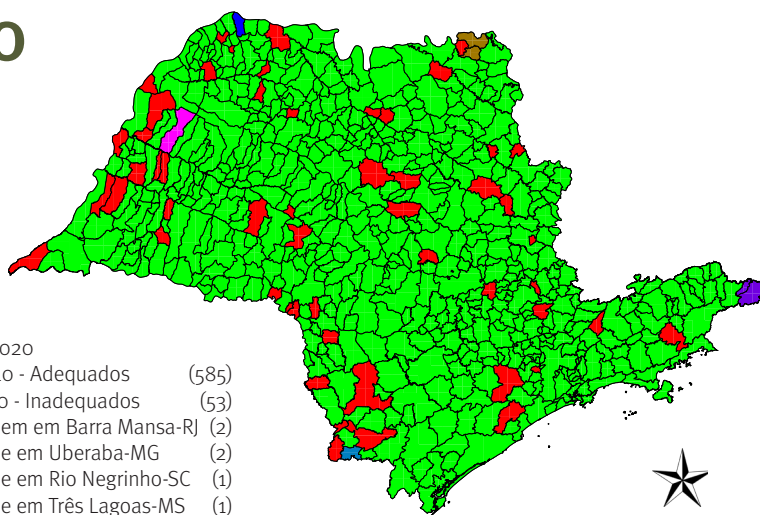 o
020
o - Adequados (585)
o - Inadequados (53)
em em Barra Mansa-RJ (2)
e em Uberaba-MG (2)
e em Rio Negrinho-SC (1)
e em Três Lagoas-MS (1)